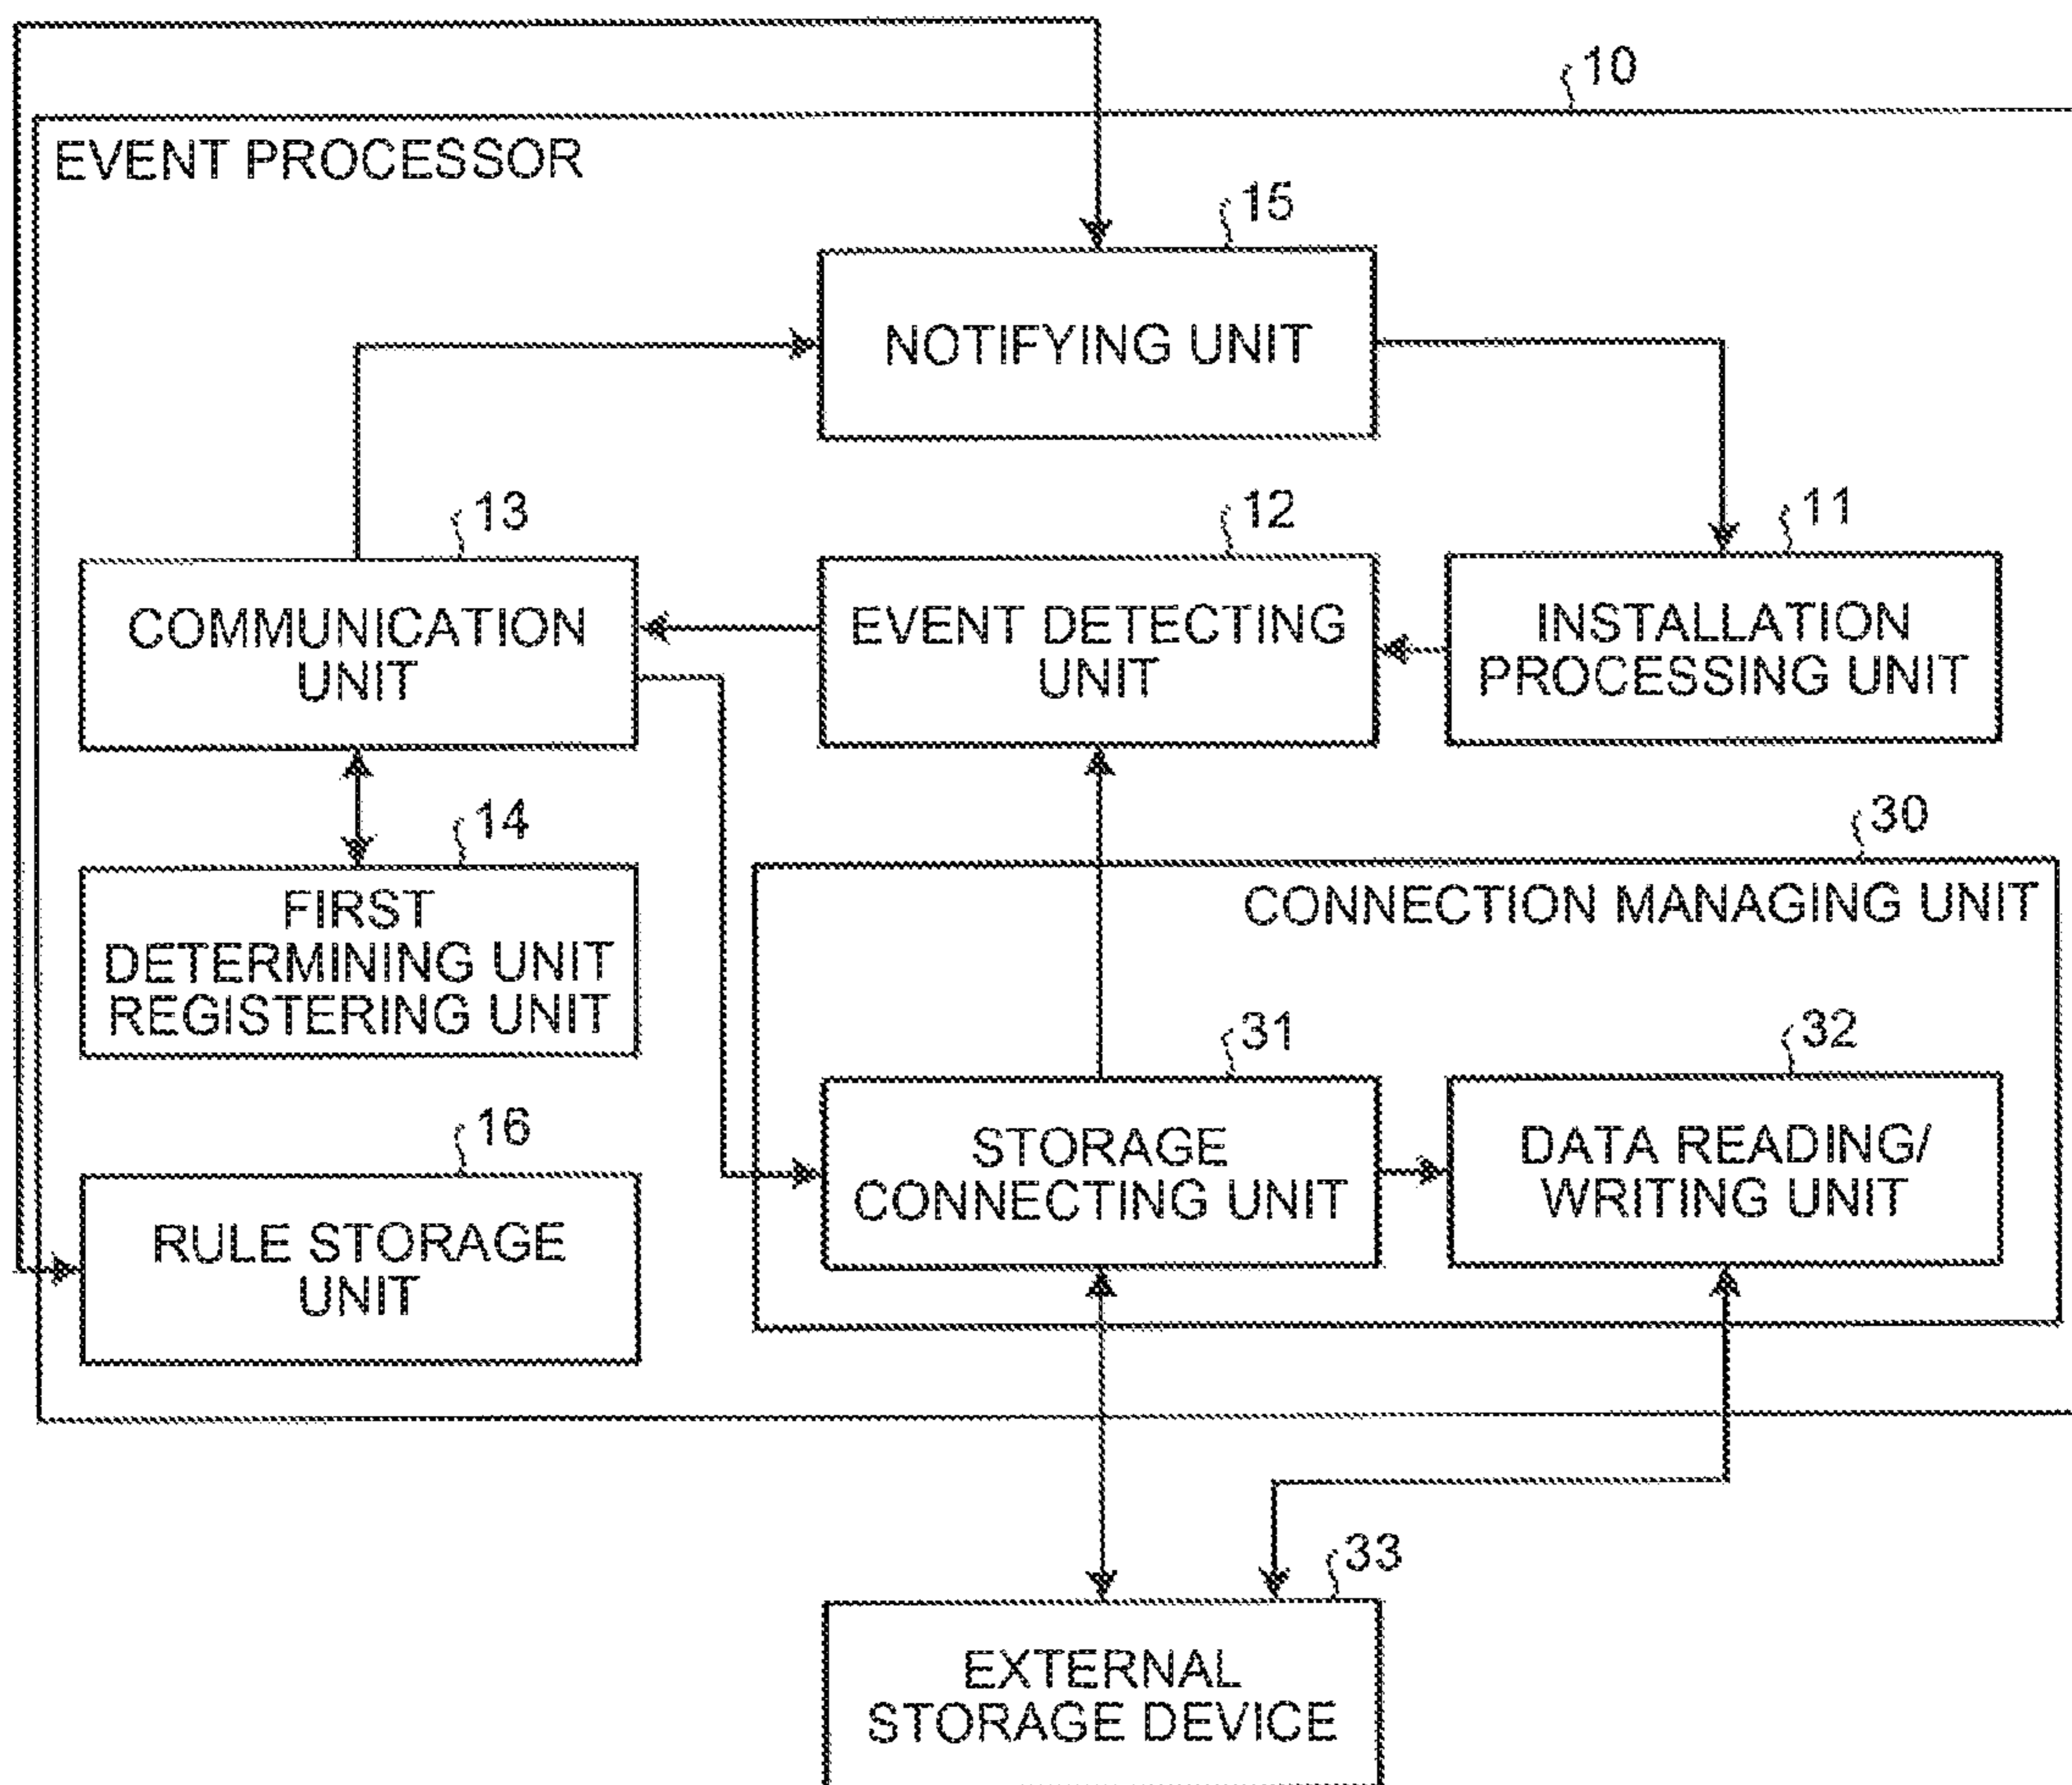 10
EVENT PROCESSOR
15
NOTIFYING UNIT
13
12
11
COMMUNICATION
UNIT
EVENT DETECTING
UNIT
INSTALLATION
PROCESSING UNIT
14
30
FIRST
DETERMINING UNIT
REGISTERING UNIT
CONNECTION MANAGING UNIT
31
32
16
STORAGE
CONNECTING UNIT
DATA READING/
WRITING UNIT
RULE STORAGE
UNIT
33
EXTERNAL
STORAGE DEVICE